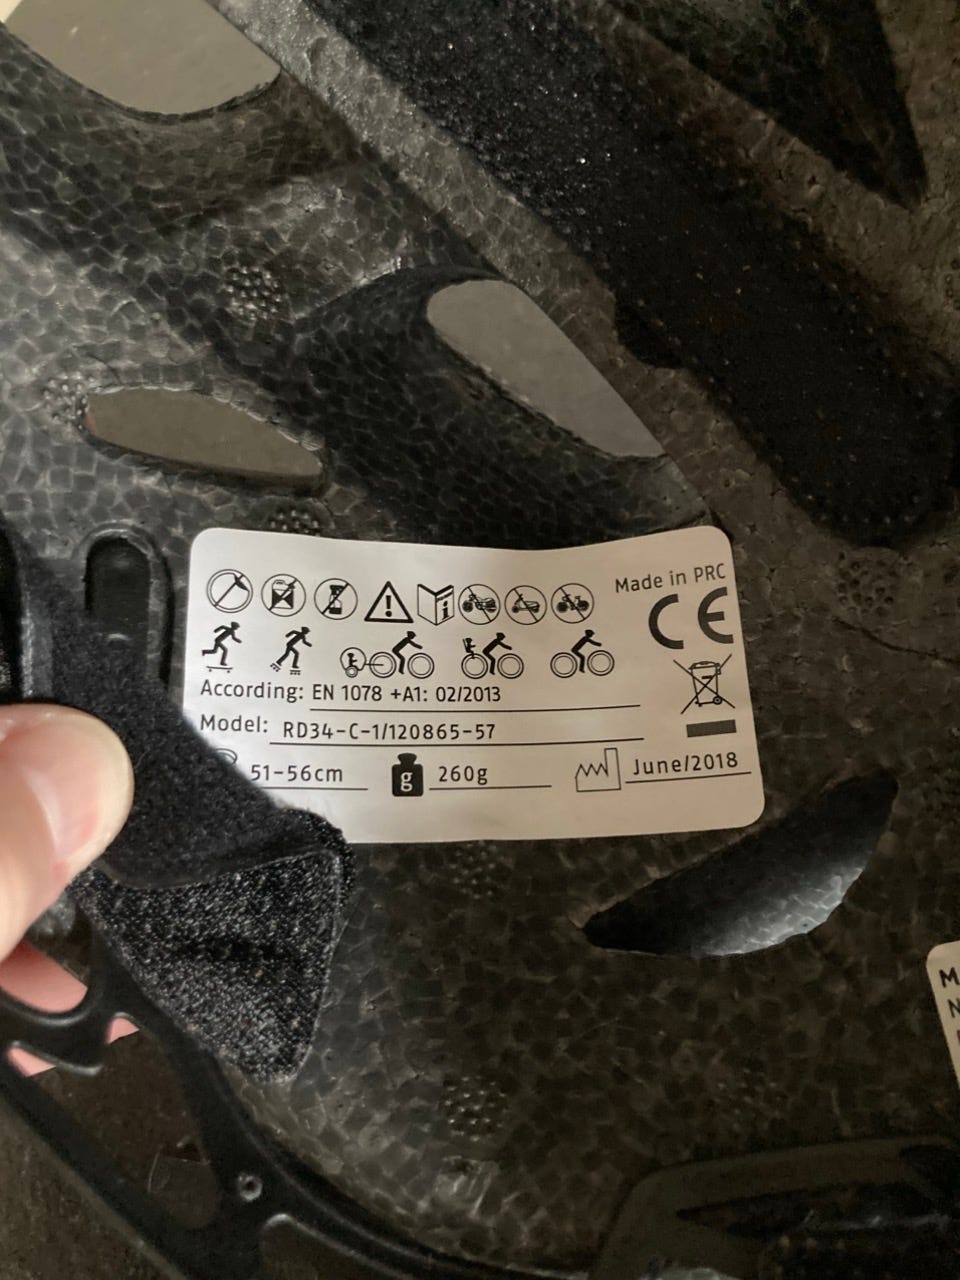 Made in PRC
CE
According: EN 1078 +A1: 02/2013
Model: RD34-C-1/120865-57
51-56cm g 260g June/2018
M
N